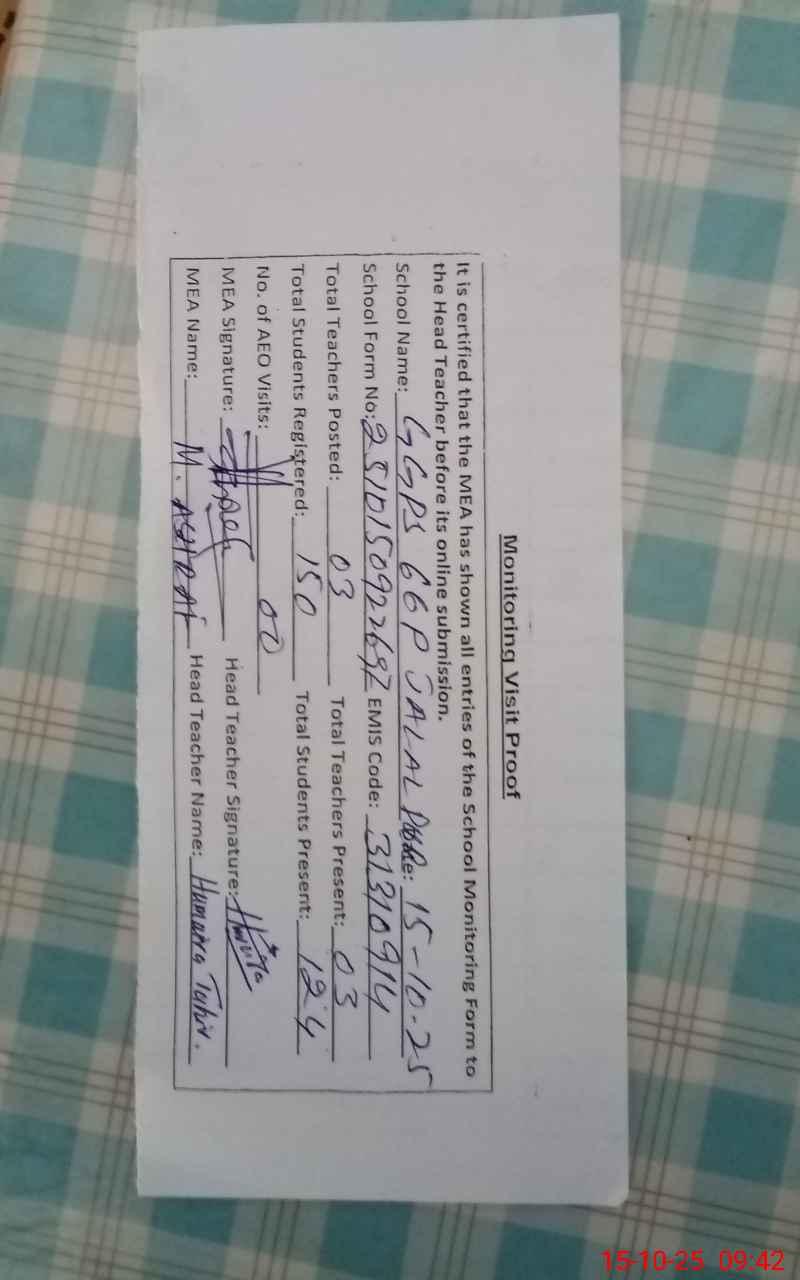 Monitoring Visit Proof
It is certified that the MEA has shown all entries of the School Monitoring Form to
the Head Teacher before its online submission.
School Name: GGPS 66P JALAL Date: 15-10-25
School Form No: EMIS Code: 31310914
Total Teachers Posted: 03 Total Teachers Present: 03
Total Students Registered: 150 Total Students Present: 124
No. of AEO Visits: 00
MEA Signature: Head Teacher Signature:
MEA Name: M. ASHRAF Head Teacher Name: Humaira Tahir.
15-10-25 09:42